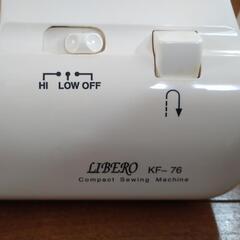 HI LOW OFF
LIBERO KF-76
Compact Sewing Machine